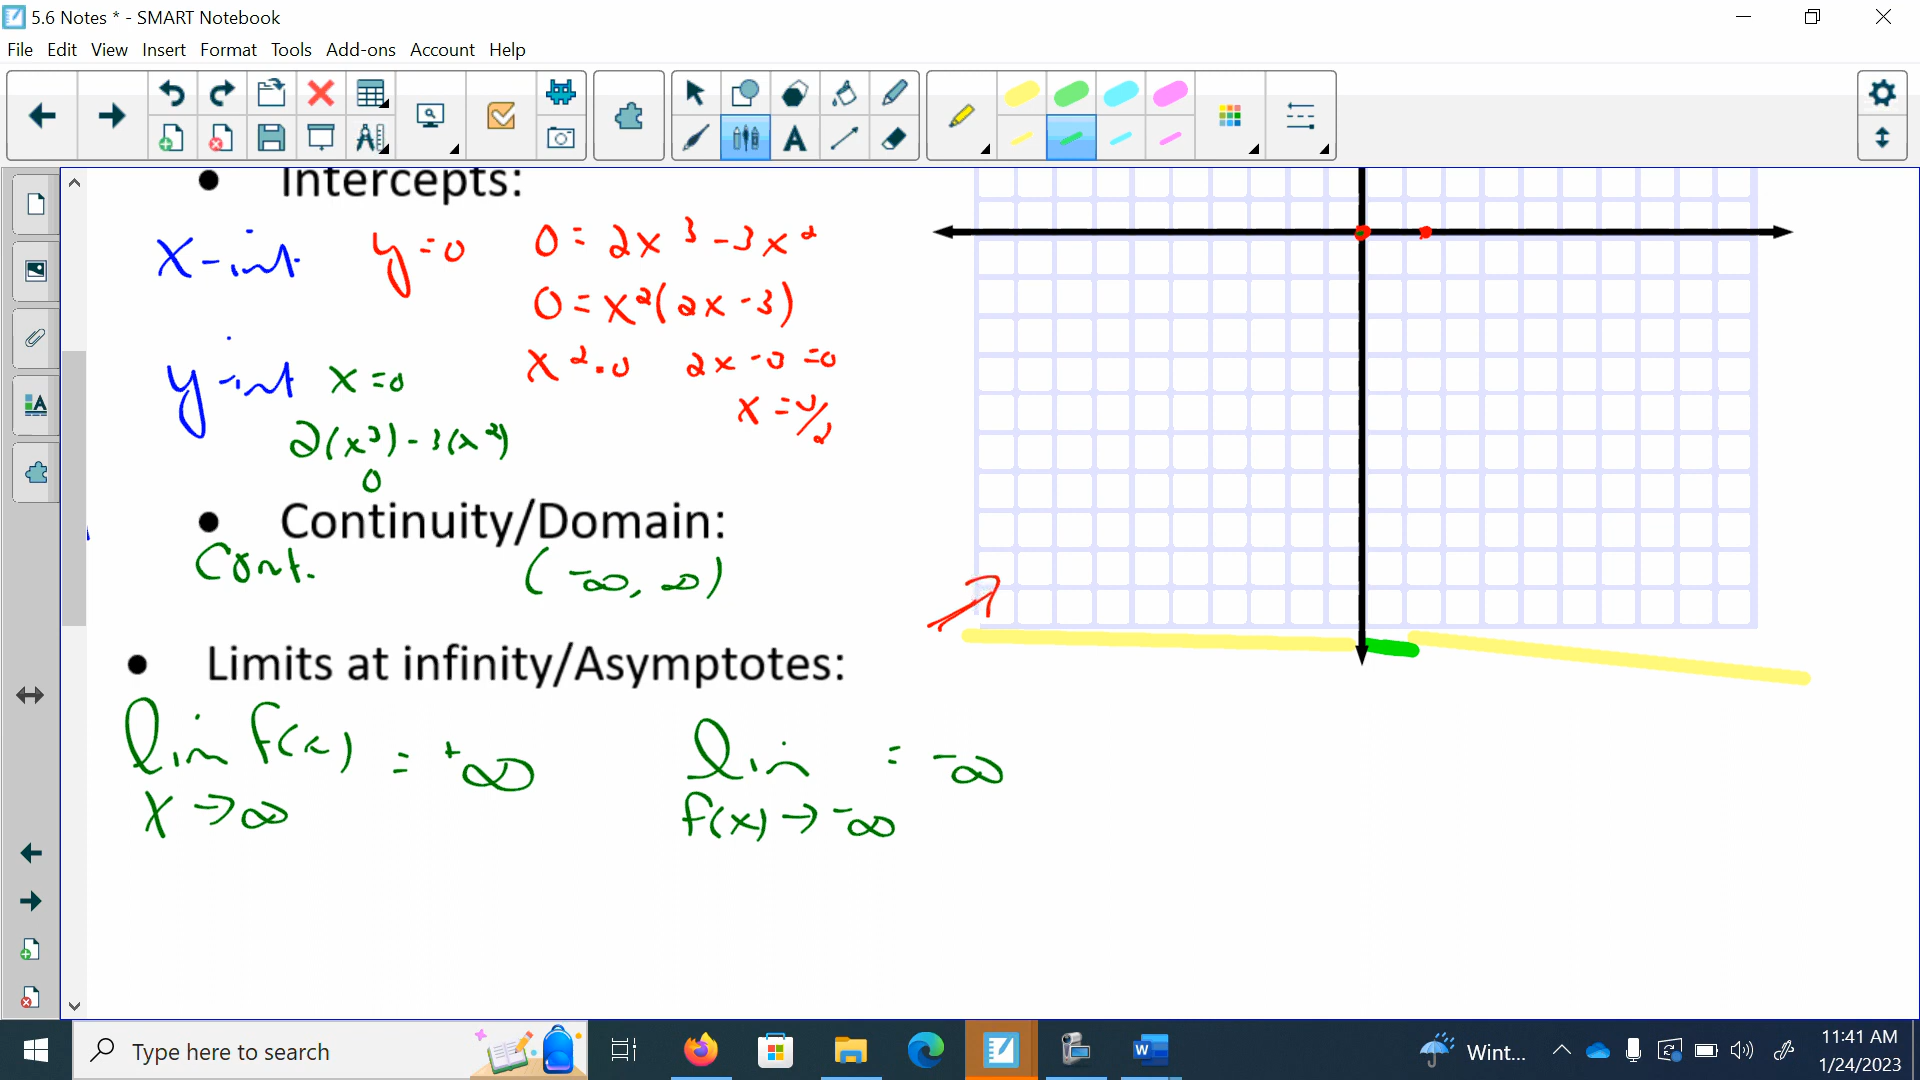 5.6 Notes * - SMART Notebook
File Edit View Insert Format Tools Add-ons Account Help
• Intercepts:
x-int y=0 0 = 2x³-3x²
0 = x²(2x-3)
y-int x=0 x²=0 2x-3=0
x=3/2
2(x³)-3(x²)
0
• Continuity/Domain:
Cont. (-∞, ∞)
• Limits at infinity/Asymptotes:
lim f(x) = +∞ lim = -∞
x→∞ f(x)→-∞
Type here to search
Wint...
11:41 AM
1/24/2023